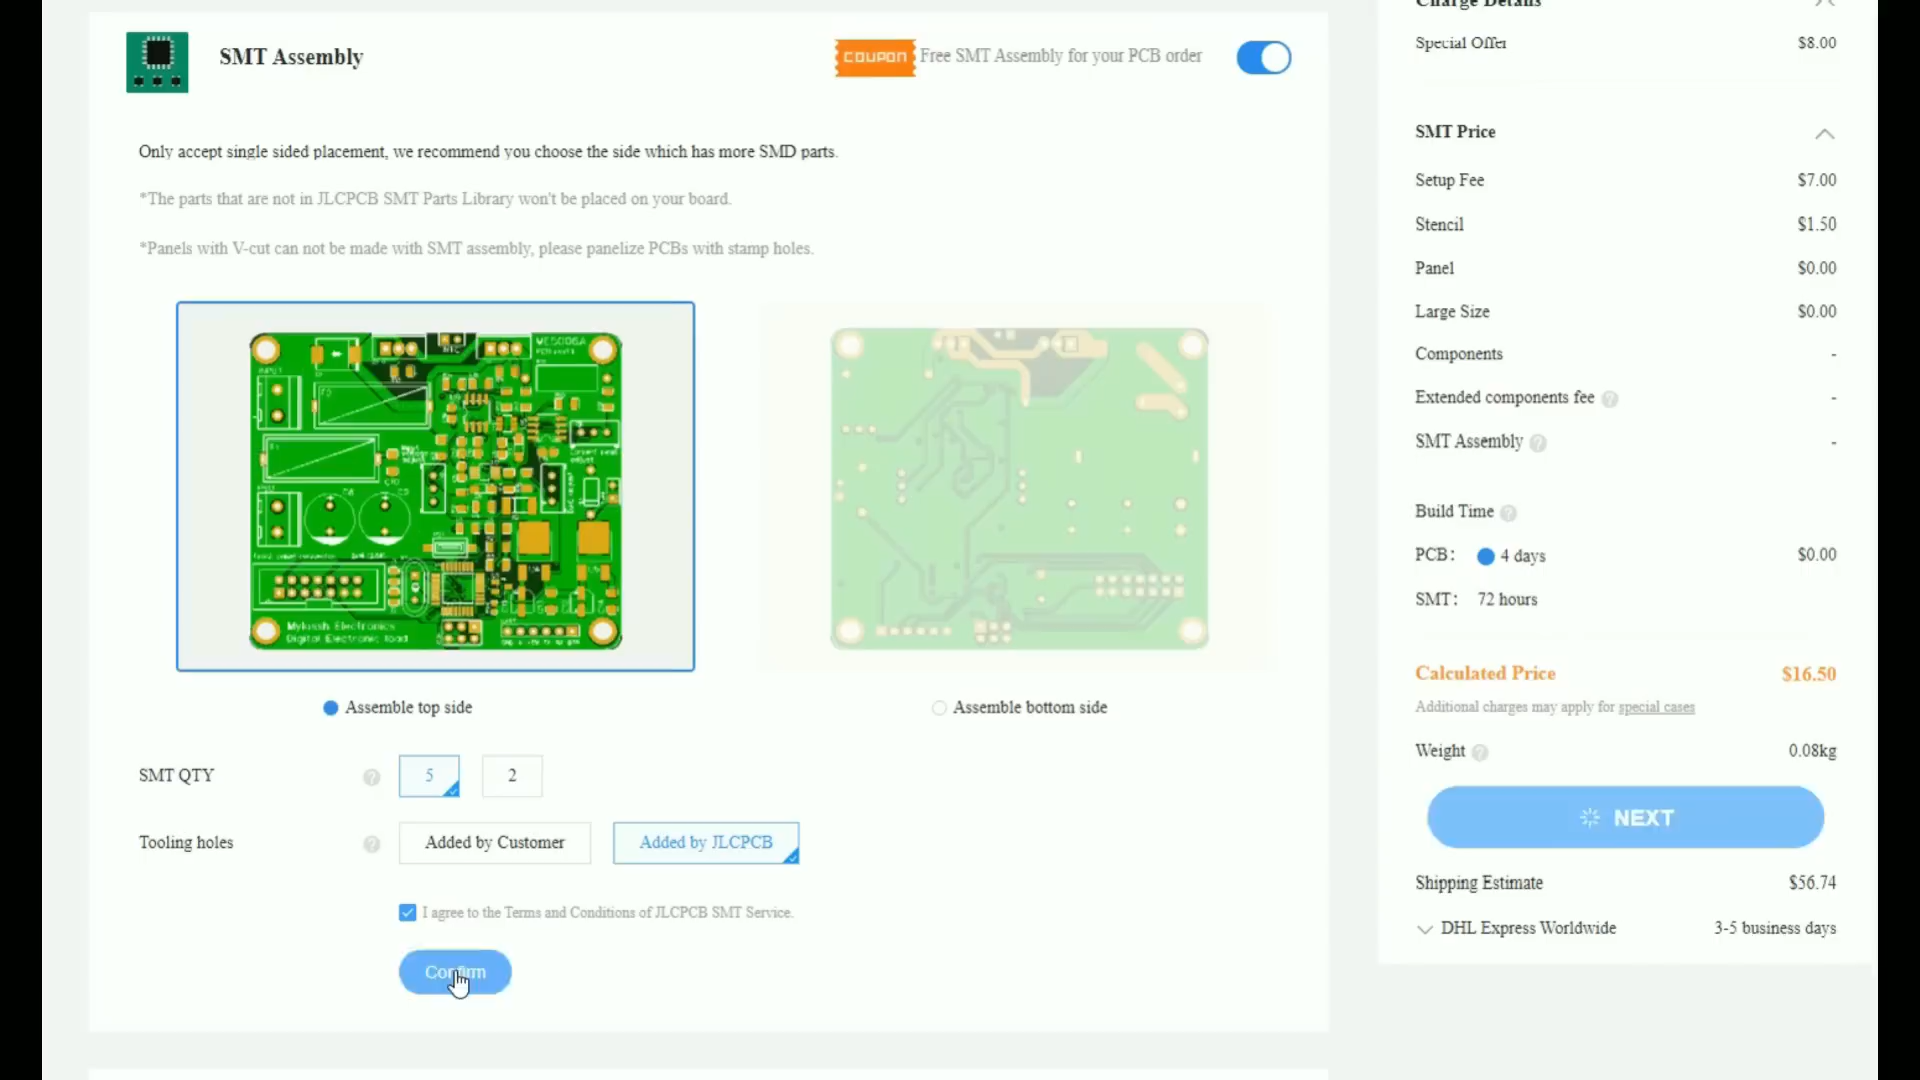 SMT Assembly
COUPON Free SMT Assembly for your PCB order
Only accept single sided placement, we recommend you choose the side which has more SMD parts.
*The parts that are not in JLCPCB SMT Parts Library won't be placed on your board.
*Panels with V-cut can not be made with SMT assembly, please panelize PCBs with stamp holes.
Mykossh Electronics
Digital Electronic load
Assemble top side
Assemble bottom side
SMT QTY ? 5 2
Tooling holes ? Added by Customer Added by JLCPCB
I agree to the Terms and Conditions of JLCPCB SMT Service.
Confirm
Charge Details
Special Offer $8.00
SMT Price
Setup Fee $7.00
Stencil $1.50
Panel $0.00
Large Size $0.00
Components -
Extended components fee ? -
SMT Assembly ? -
Build Time ?
PCB: 4 days $0.00
SMT: 72 hours
Calculated Price $16.50
Additional charges may apply for special cases
Weight ? 0.08kg
NEXT
Shipping Estimate $56.74
DHL Express Worldwide 3-5 business days